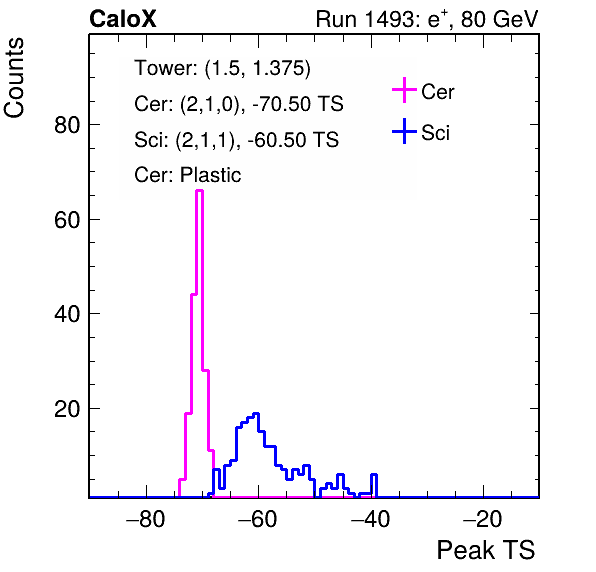 CaloX Run 1493: e⁺, 80 GeV
Counts
Tower: (1.5, 1.375)
Cer: (2,1,0), -70.50 TS
Sci: (2,1,1), -60.50 TS
Cer: Plastic
Cer
Sci
80
60
40
20
−80 −60 −40 −20
Peak TS